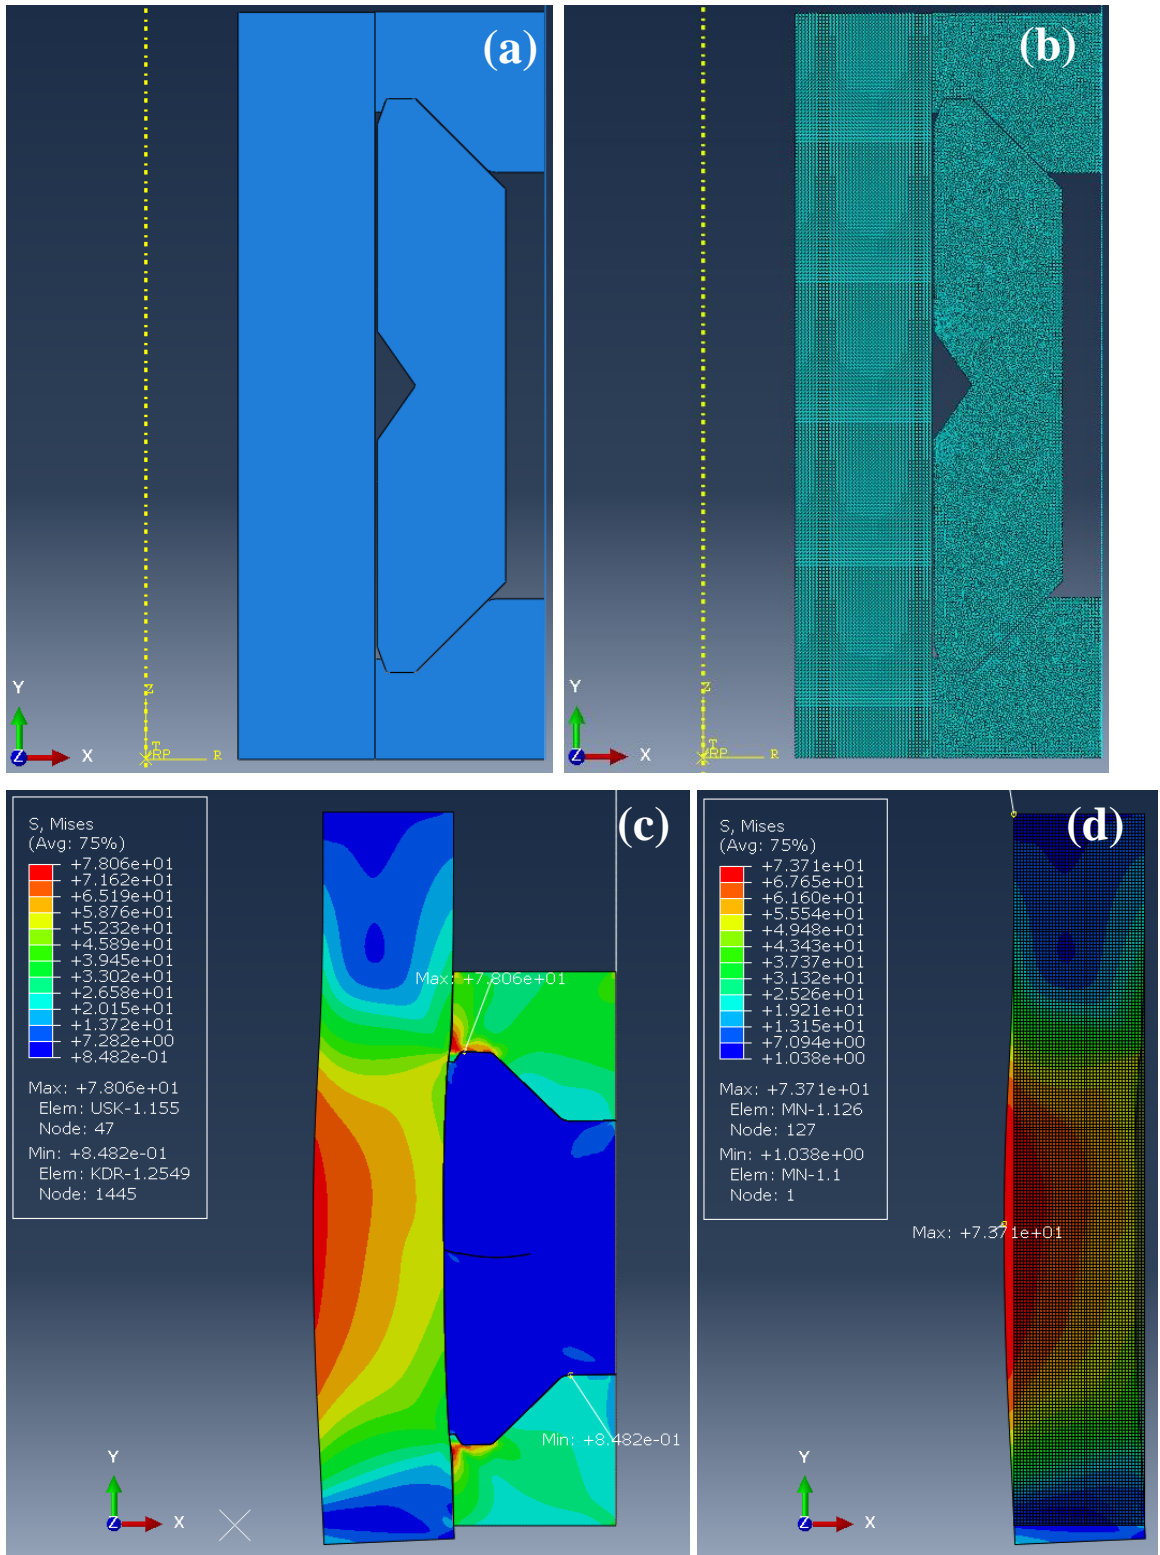 (a)
Y
Z
X
Z
T
RP
R
(b)
Y
Z
X
Z
T
RP
R
(c)
S, Mises
(Avg: 75%)
+7.806e+01
+7.162e+01
+6.519e+01
+5.876e+01
+5.232e+01
+4.589e+01
+3.945e+01
+3.302e+01
+2.658e+01
+2.015e+01
+1.372e+01
+7.282e+00
+8.482e-01
Max: +7.806e+01
Elem: USK-1.155
Node: 47
Min: +8.482e-01
Elem: KDR-1.2549
Node: 1445
Max: +7.806e+01
Min: +8.482e-01
Y
Z
X
(d)
S, Mises
(Avg: 75%)
+7.371e+01
+6.765e+01
+6.160e+01
+5.554e+01
+4.948e+01
+4.343e+01
+3.737e+01
+3.132e+01
+2.526e+01
+1.921e+01
+1.315e+01
+7.094e+00
+1.038e+00
Max: +7.371e+01
Elem: MN-1.126
Node: 127
Min: +1.038e+00
Elem: MN-1.1
Node: 1
Max: +7.371e+01
Y
Z
X